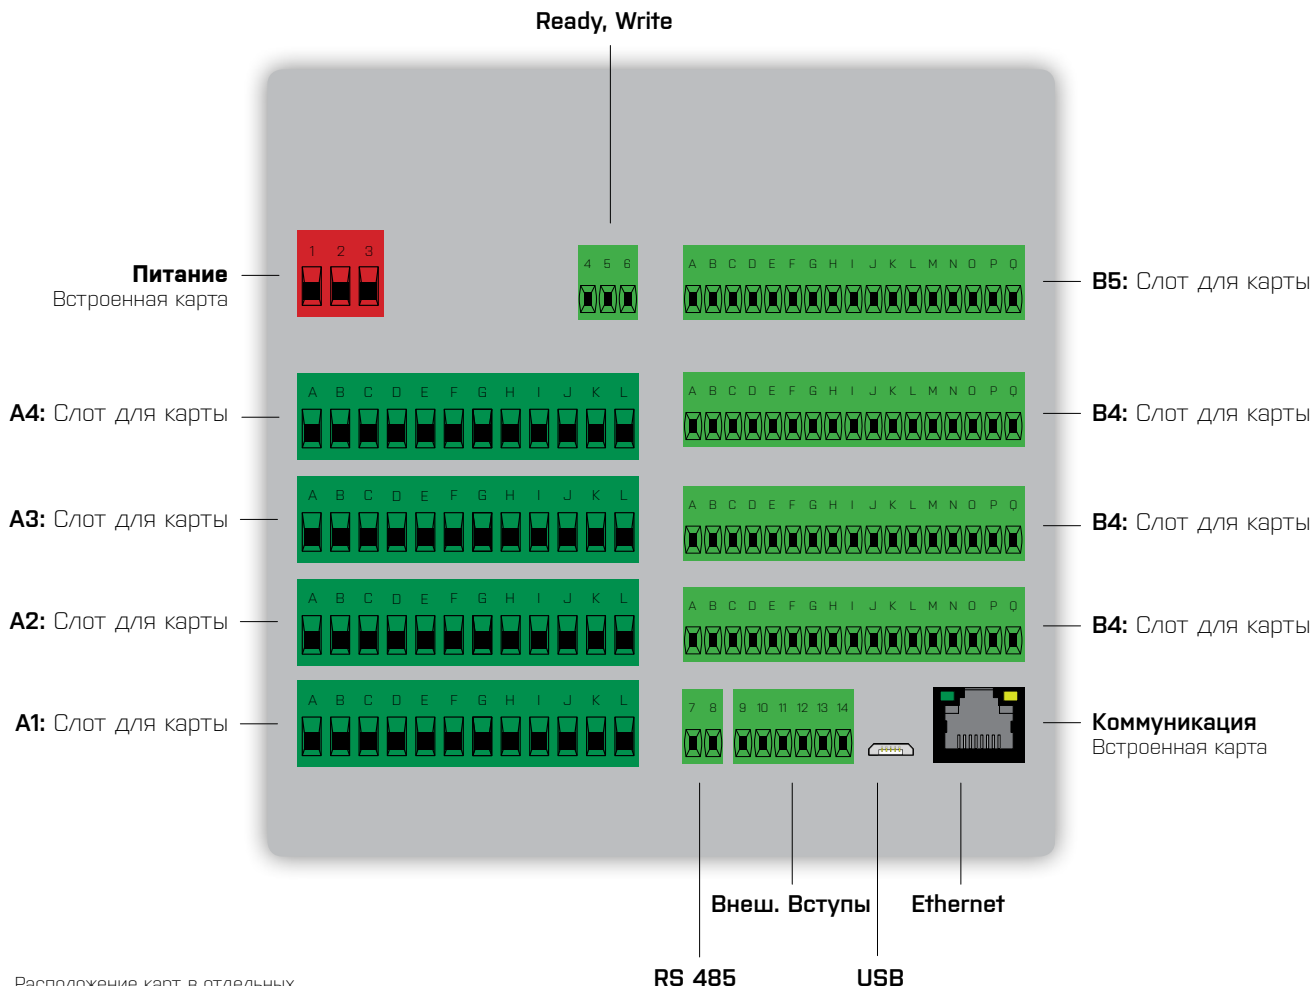 Ready, Write
1 2 3
4 5 6
A B C D E F G H I J K L M N O P Q
Питание
Встроенная карта
B5: Слот для карты
A B C D E F G H I J K L
A B C D E F G H I J K L M N O P Q
A4: Слот для карты
B4: Слот для карты
A B C D E F G H I J K L
A B C D E F G H I J K L M N O P Q
A3: Слот для карты
B4: Слот для карты
A B C D E F G H I J K L
A B C D E F G H I J K L M N O P Q
A2: Слот для карты
B4: Слот для карты
A B C D E F G H I J K L
7 8
9 10 11 12 13 14
A1: Слот для карты
Коммуникация
Встроенная карта
Внеш. Вступы
Ethernet
RS 485
USB
Расположение карт в отдельных